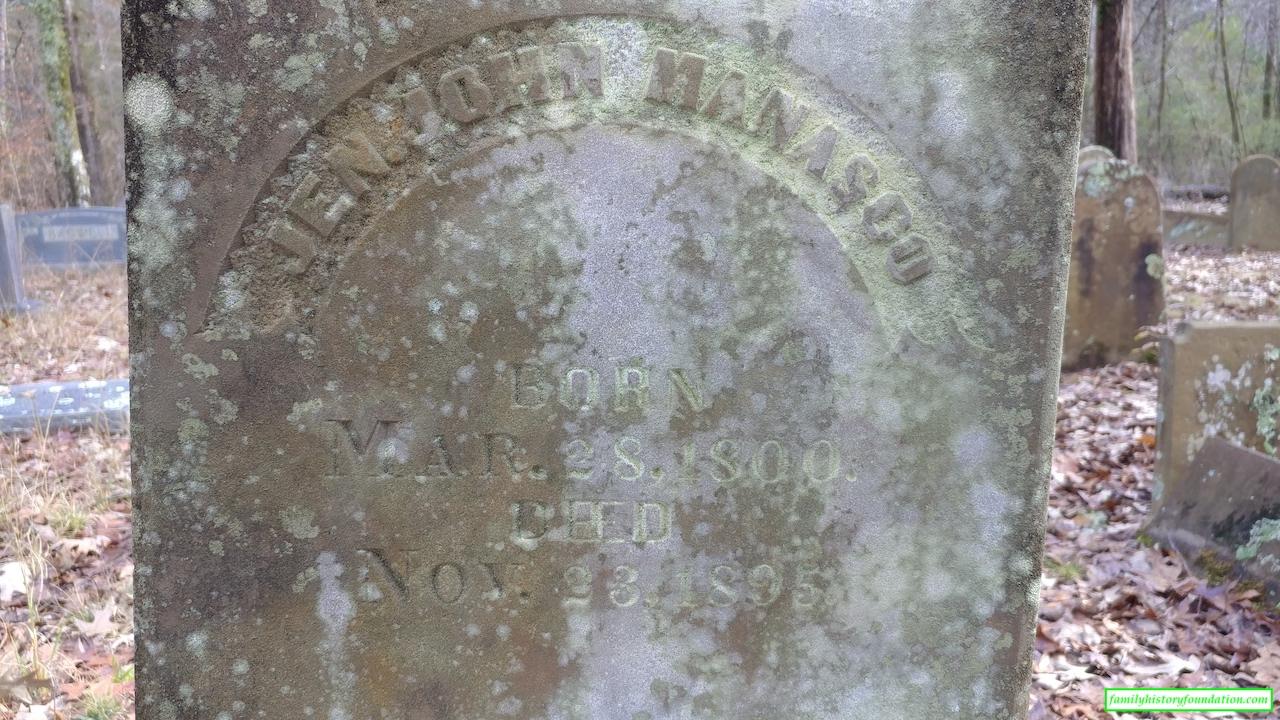 JEN. JOHN MANASCO
BORN
MAR. 28, 1800.
DIED
NOV. 23, 1895
familyhistoryfoundation.com